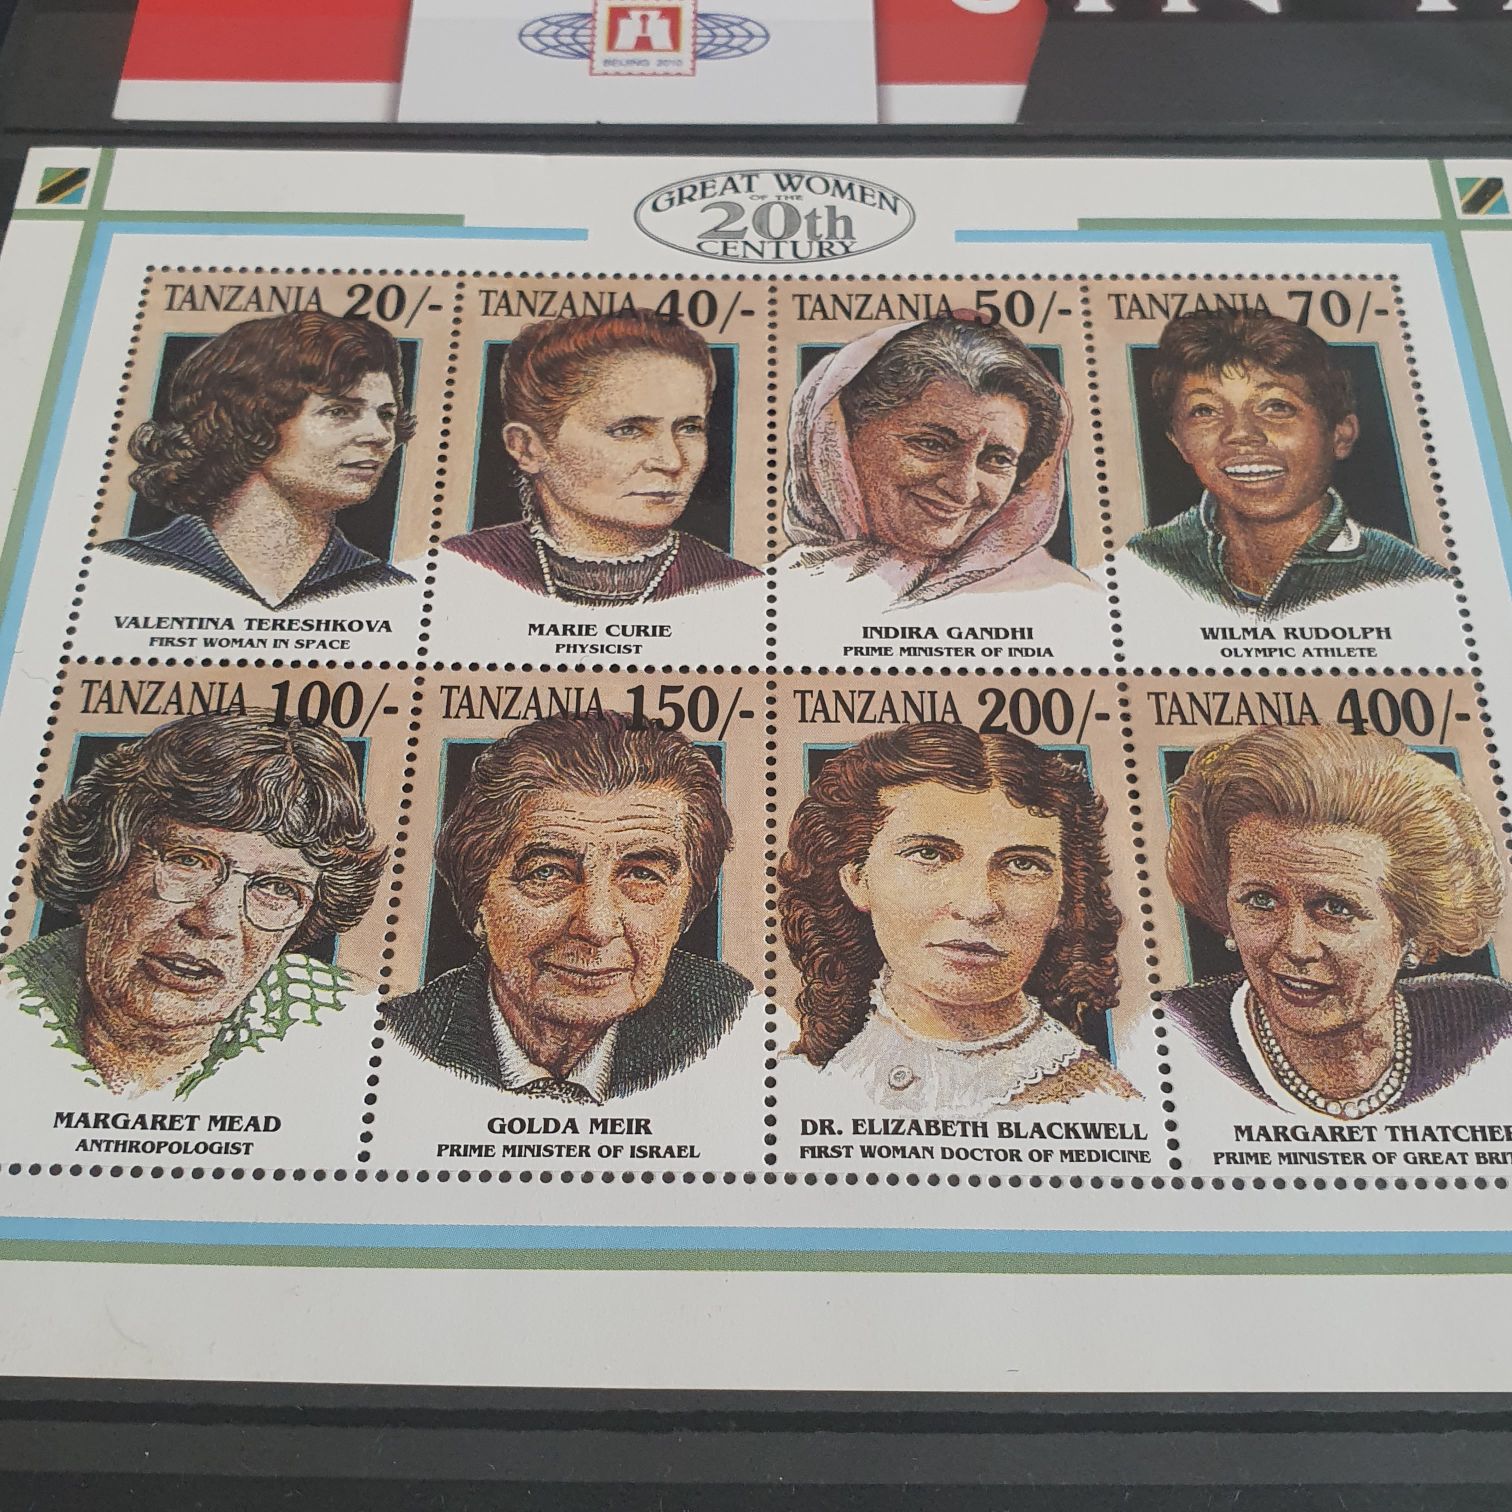 BEIJING 2010
GREAT WOMEN
OF THE
20th
CENTURY
TANZANIA 20/-
TANZANIA 40/-
TANZANIA 50/-
TANZANIA 70/-
VALENTINA TERESHKOVA
FIRST WOMAN IN SPACE
MARIE CURIE
PHYSICIST
INDIRA GANDHI
PRIME MINISTER OF INDIA
WILMA RUDOLPH
OLYMPIC ATHLETE
TANZANIA 100/-
TANZANIA 150/-
TANZANIA 200/-
TANZANIA 400/-
MARGARET MEAD
ANTHROPOLOGIST
GOLDA MEIR
PRIME MINISTER OF ISRAEL
DR. ELIZABETH BLACKWELL
FIRST WOMAN DOCTOR OF MEDICINE
MARGARET THATCHER
PRIME MINISTER OF GREAT BRIT